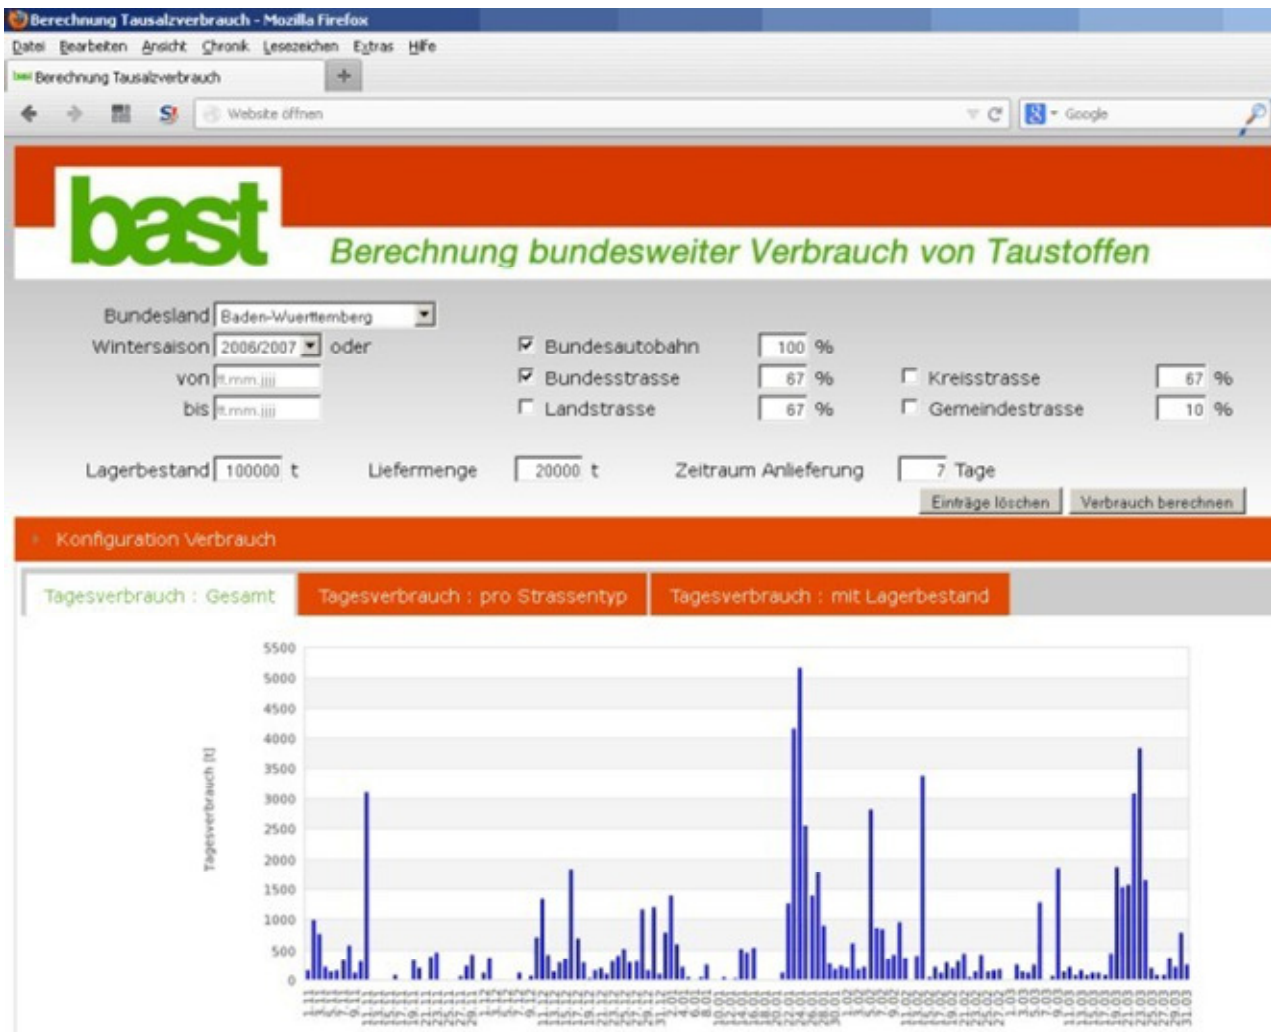 Berechnung Tausalzverbrauch - Mozilla Firefox
Datei Bearbeiten Ansicht Chronik Lesezeichen Extras Hilfe
bast Berechnung Tausalzverbrauch +
S! Website öffnen 8 Google
bast
Berechnung bundesweiter Verbrauch von Taustoffen
Bundesland Baden-Wuerttemberg
Wintersaison 2006/2007 oder Bundesautobahn 100 %
von tt.mm.jjjj Bundesstrasse 67 % Kreisstrasse 67 %
bis tt.mm.jjjj Landstrasse 67 % Gemeindestrasse 10 %
Lagerbestand 100000 t Liefermenge 20000 t Zeitraum Anlieferung 7 Tage
Einträge löschen Verbrauch berechnen
Konfiguration Verbrauch
Tagesverbrauch : Gesamt Tagesverbrauch : pro Strassentyp Tagesverbrauch : mit Lagerbestand
Tagesverbrauch [t]
5500
5000
4500
4000
3500
3000
2500
2000
1500
1000
500
0